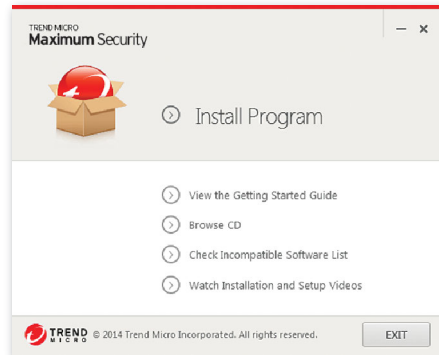 TREND MICRO
Maximum Security
Install Program
View the Getting Started Guide
Browse CD
Check Incompatible Software List
Watch Installation and Setup Videos
TREND
MICRO
© 2014 Trend Micro Incorporated. All rights reserved.
EXIT